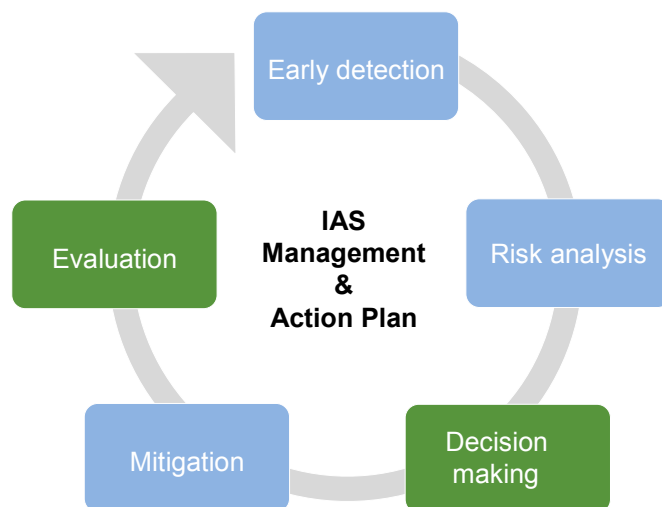 Early detection
Risk analysis
Decision
making
Mitigation
Evaluation
IAS
Management
&
Action Plan